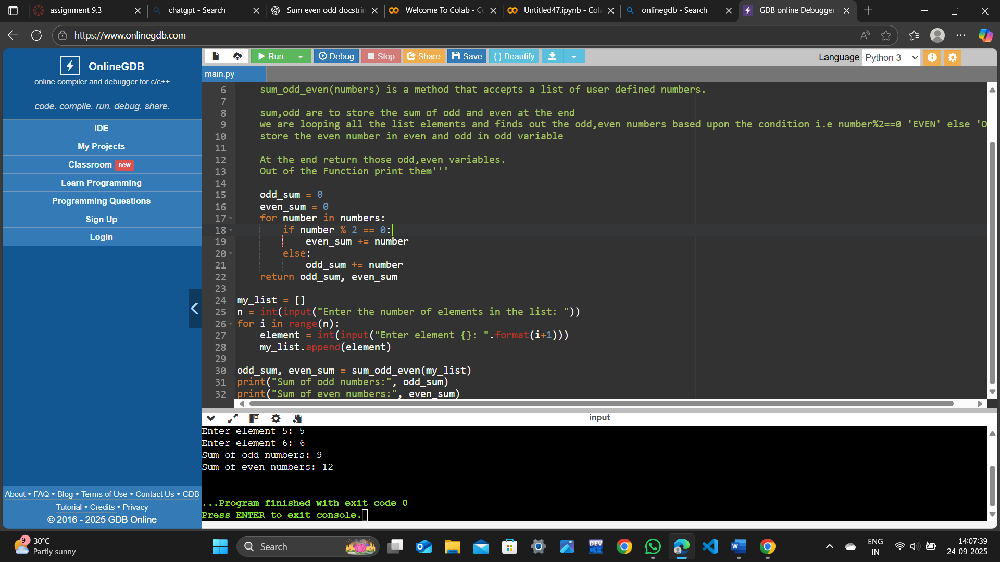 assignment 9.3
chatgpt - Search
Sum even odd docstrin
Welcome To Colab - Co
Untitled47.ipynb - Cola
onlinegdb - Search
GDB online Debugger
https://www.onlinegdb.com
OnlineGDB
online compiler and debugger for c/c++
code. compile. run. debug. share.
IDE
My Projects
Classroom new
Learn Programming
Programming Questions
Sign Up
Login
About • FAQ • Blog • Terms of Use • Contact Us • GDB
Tutorial • Credits • Privacy
© 2016 - 2025 GDB Online
Run
Debug
Stop
Share
Save
{ } Beautify
Language Python 3
main.py
6 sum_odd_even(numbers) is a method that accepts a list of user defined numbers.
7
8 sum,odd are to store the sum of odd and even at the end
9 we are looping all the list elements and finds out the odd,even numbers based upon the condition i.e number%2==0 'EVEN' else 'O
10 store the even number in even and odd in odd variable
11
12 At the end return those odd,even variables.
13 Out of the Function print them'''
14
15 odd_sum = 0
16 even_sum = 0
17 for number in numbers:
18 if number % 2 == 0:
19 even_sum += number
20 else:
21 odd_sum += number
22 return odd_sum, even_sum
23
24 my_list = []
25 n = int(input("Enter the number of elements in the list: "))
26 for i in range(n):
27 element = int(input("Enter element {}: ".format(i+1)))
28 my_list.append(element)
29
30 odd_sum, even_sum = sum_odd_even(my_list)
31 print("Sum of odd numbers:", odd_sum)
32 print("Sum of even numbers:", even_sum)
input
Enter element 5: 5
Enter element 6: 6
Sum of odd numbers: 9
Sum of even numbers: 12
...Program finished with exit code 0
Press ENTER to exit console.
9+
30°C
Partly sunny
Search
DEV
C++
ENG
IN
14:07:39
24-09-2025